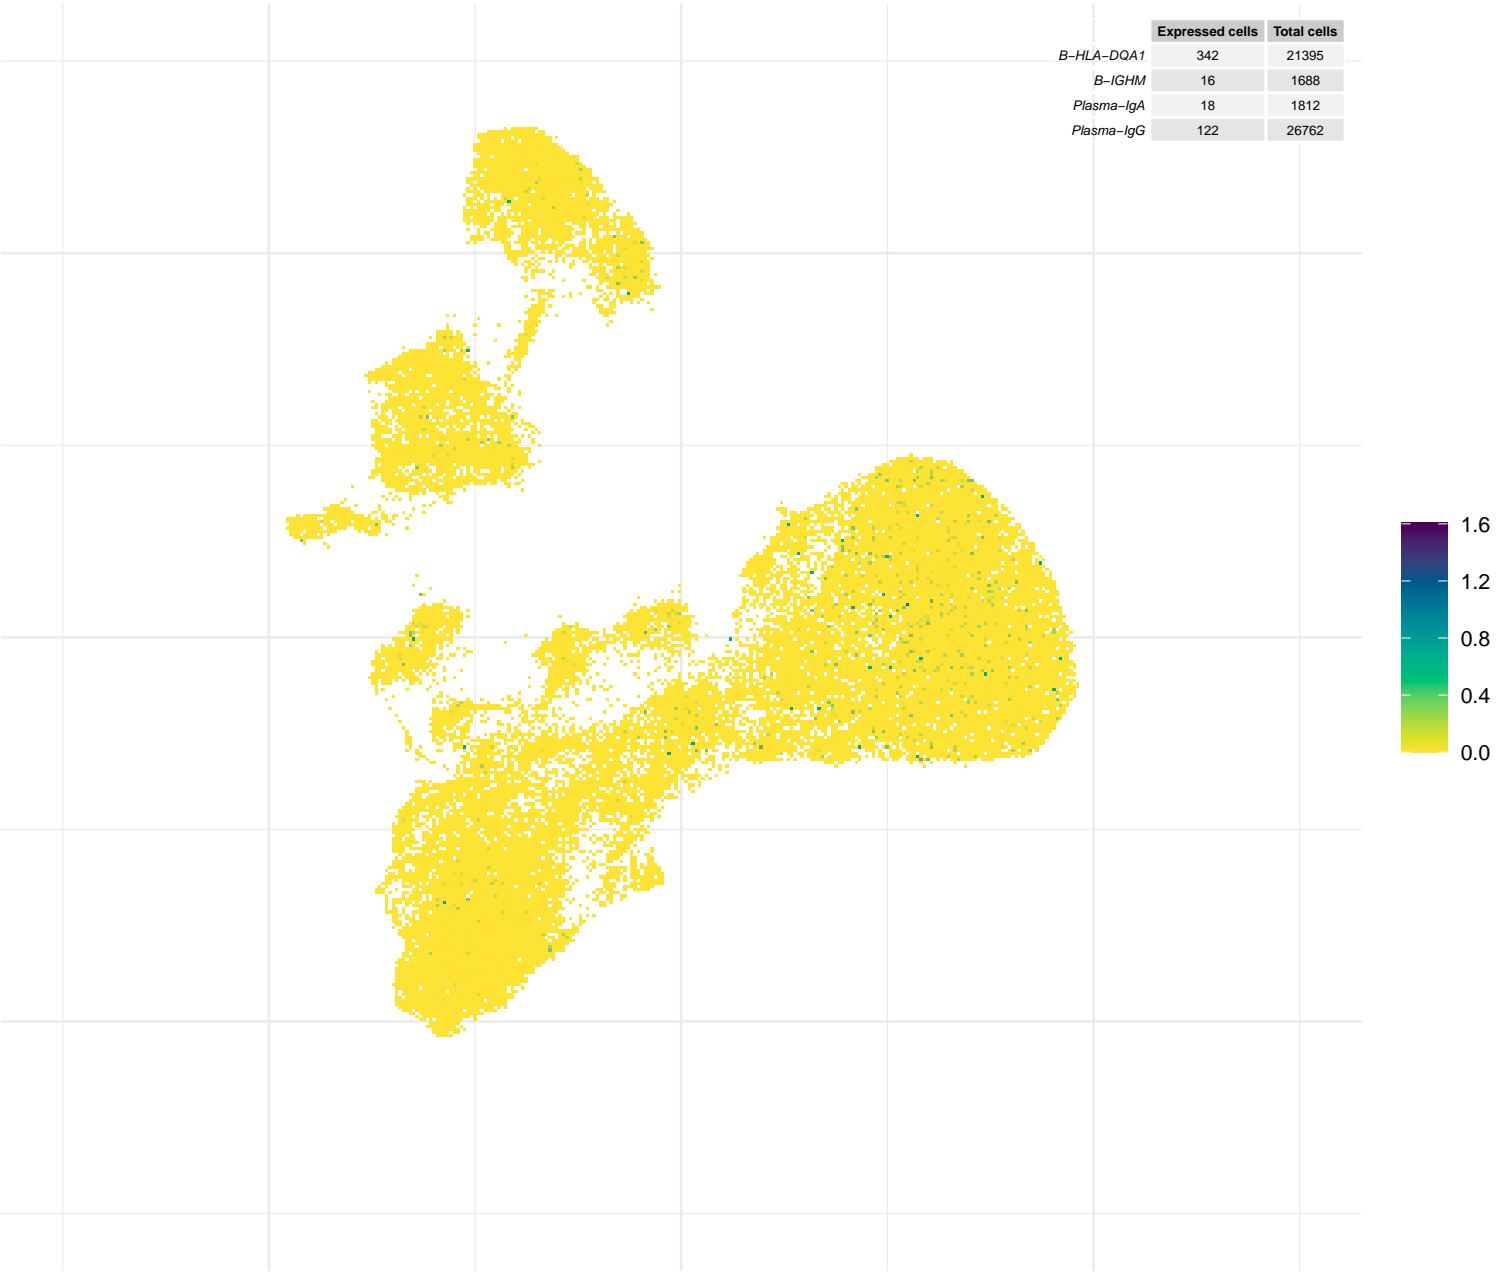 Expressed cells Total cells
B−HLA−DQA1 342 21395
B−IGHM 16 1688
Plasma−IgA 18 1812
Plasma−IgG 122 26762
1.6
1.2
0.8
0.4
0.0